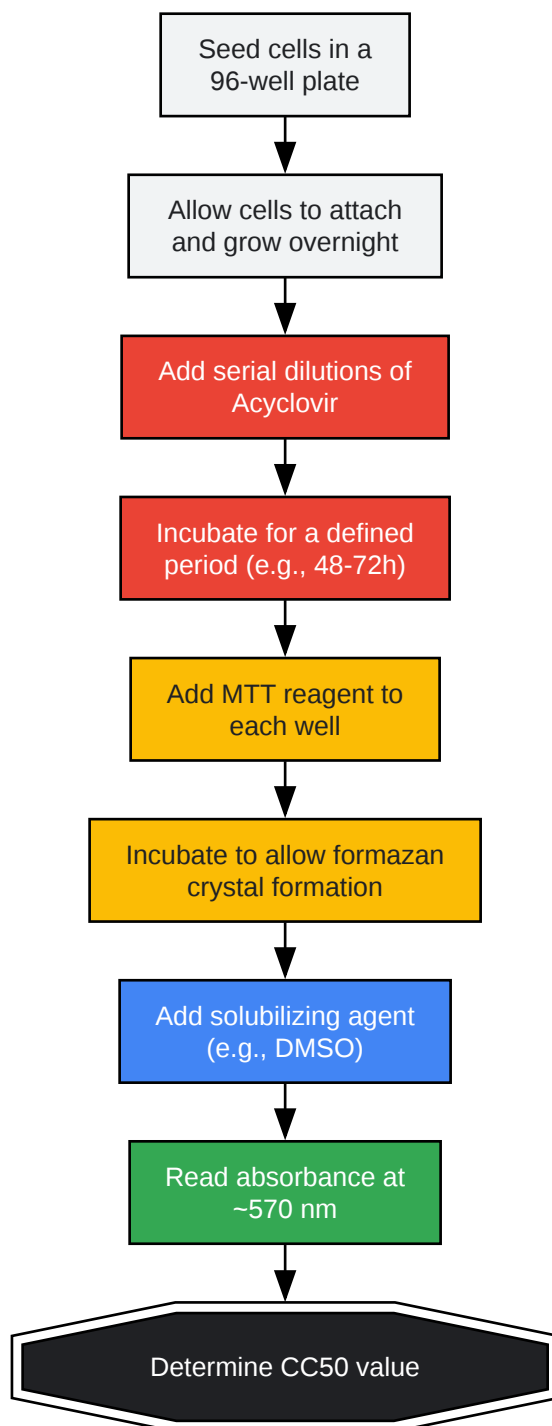 Seed cells in a
96-well plate
Allow cells to attach
and grow overnight
Add serial dilutions of
Acyclovir
Incubate for a defined
period (e.g., 48-72h)
Add MTT reagent to
each well
Incubate to allow formazan
crystal formation
Add solubilizing agent
(e.g., DMSO)
Read absorbance at
~570 nm
Determine CC50 value